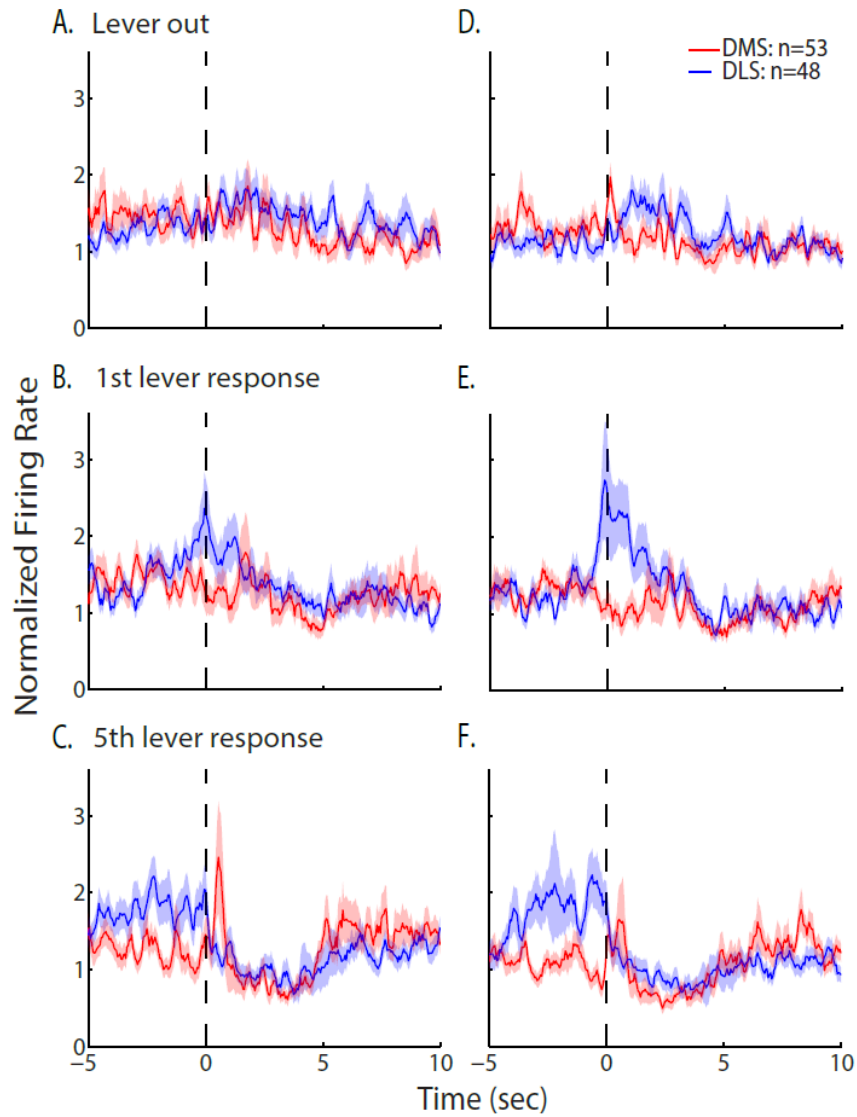 A. Lever out
D.
DMS: n=53
DLS: n=48
3
2
1
0
B. 1st lever response
E.
3
2
1
0
Normalized Firing Rate
C. 5th lever response
F.
3
2
1
0
-5 0 5 10
-5 0 5 10
Time (sec)